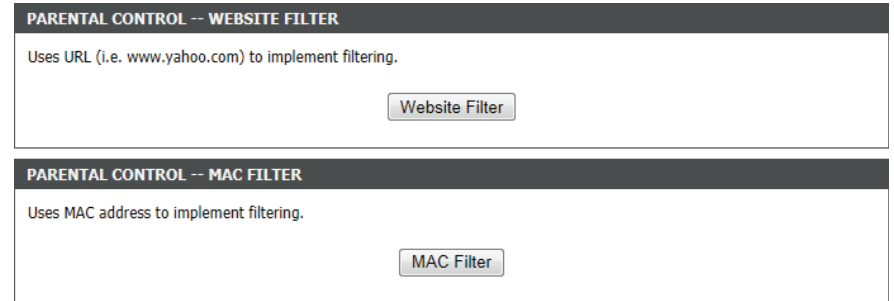 PARENTAL CONTROL -- WEBSITE FILTER
Uses URL (i.e. www.yahoo.com) to implement filtering.
Website Filter
PARENTAL CONTROL -- MAC FILTER
Uses MAC address to implement filtering.
MAC Filter